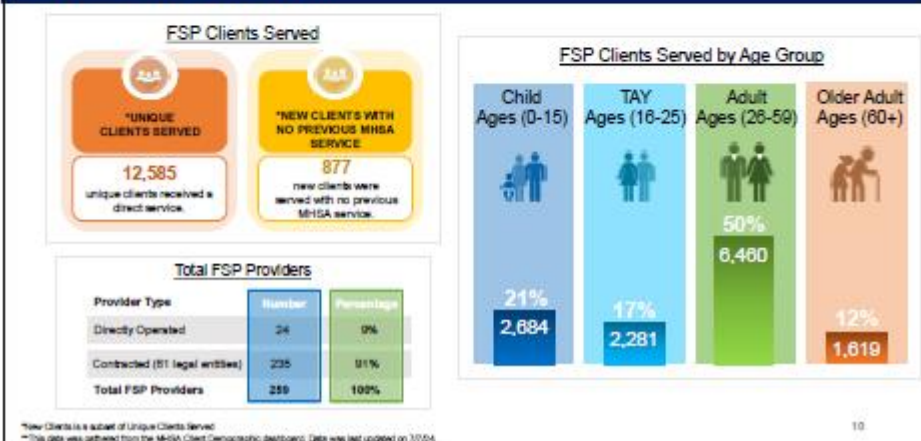 FSP Clients Served
*UNIQUE
CLIENTS SERVED
12,585
unique clients received a
direct service.
*NEW CLIENTS WITH
NO PREVIOUS MHSA
SERVICE
877
new clients were
served with no previous
MHSA service.
Total FSP Providers
Provider Type Number Percentage
Directly Operated 24 9%
Contracted (61 legal entities) 235 91%
Total FSP Providers 259 100%
FSP Clients Served by Age Group
Child
Ages (0-15)
21%
2,684
TAY
Ages (16-25)
17%
2,281
Adult
Ages (26-59)
50%
6,460
Older Adult
Ages (60+)
12%
1,619
*New Clients is a subset of Unique Clients Served
**This data was gathered from the MHSA Client Demographic dashboard. Data was last updated on 7/7/24.
10